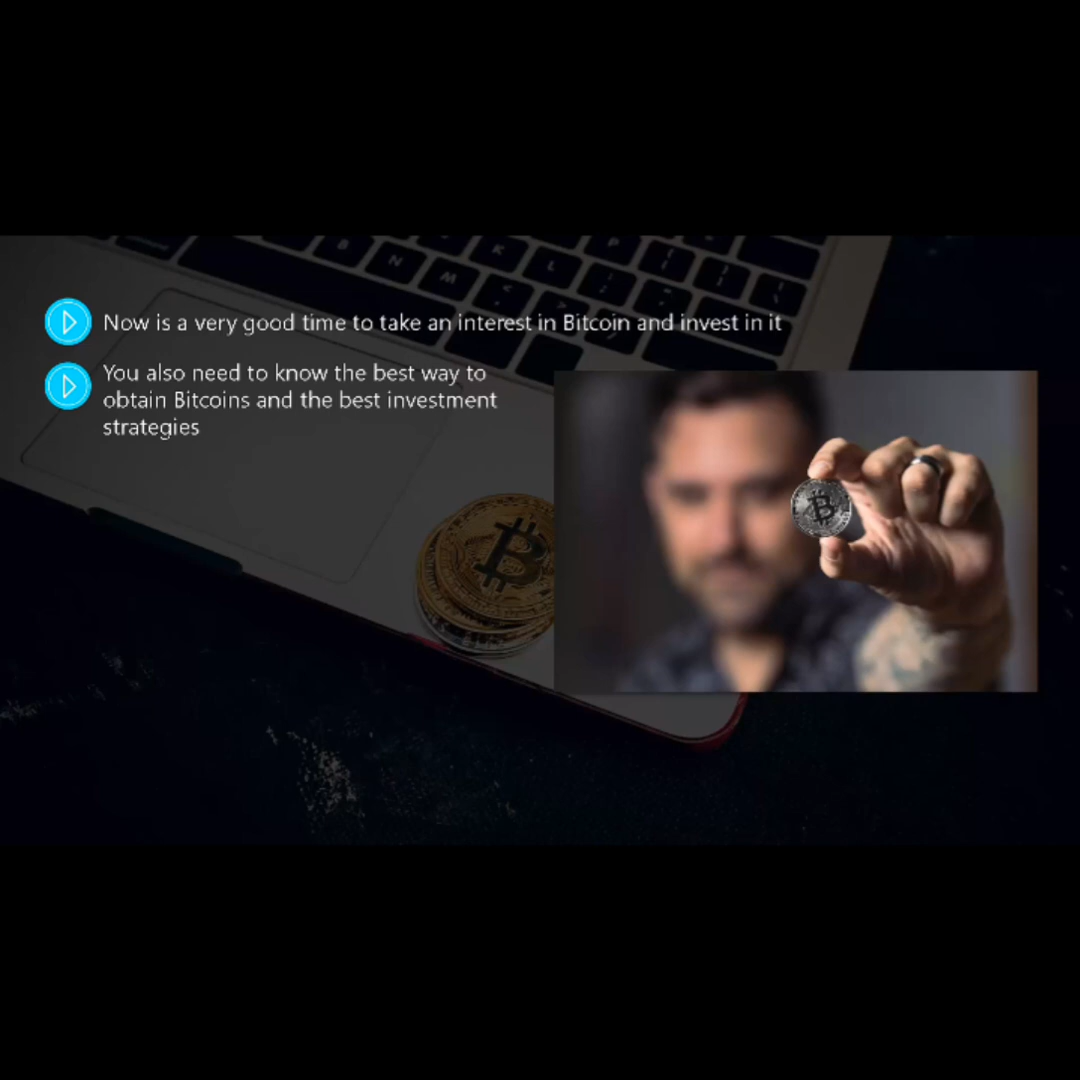 Now is a very good time to take an interest in Bitcoin and invest in it
You also need to know the best way to
obtain Bitcoins and the best investment
strategies